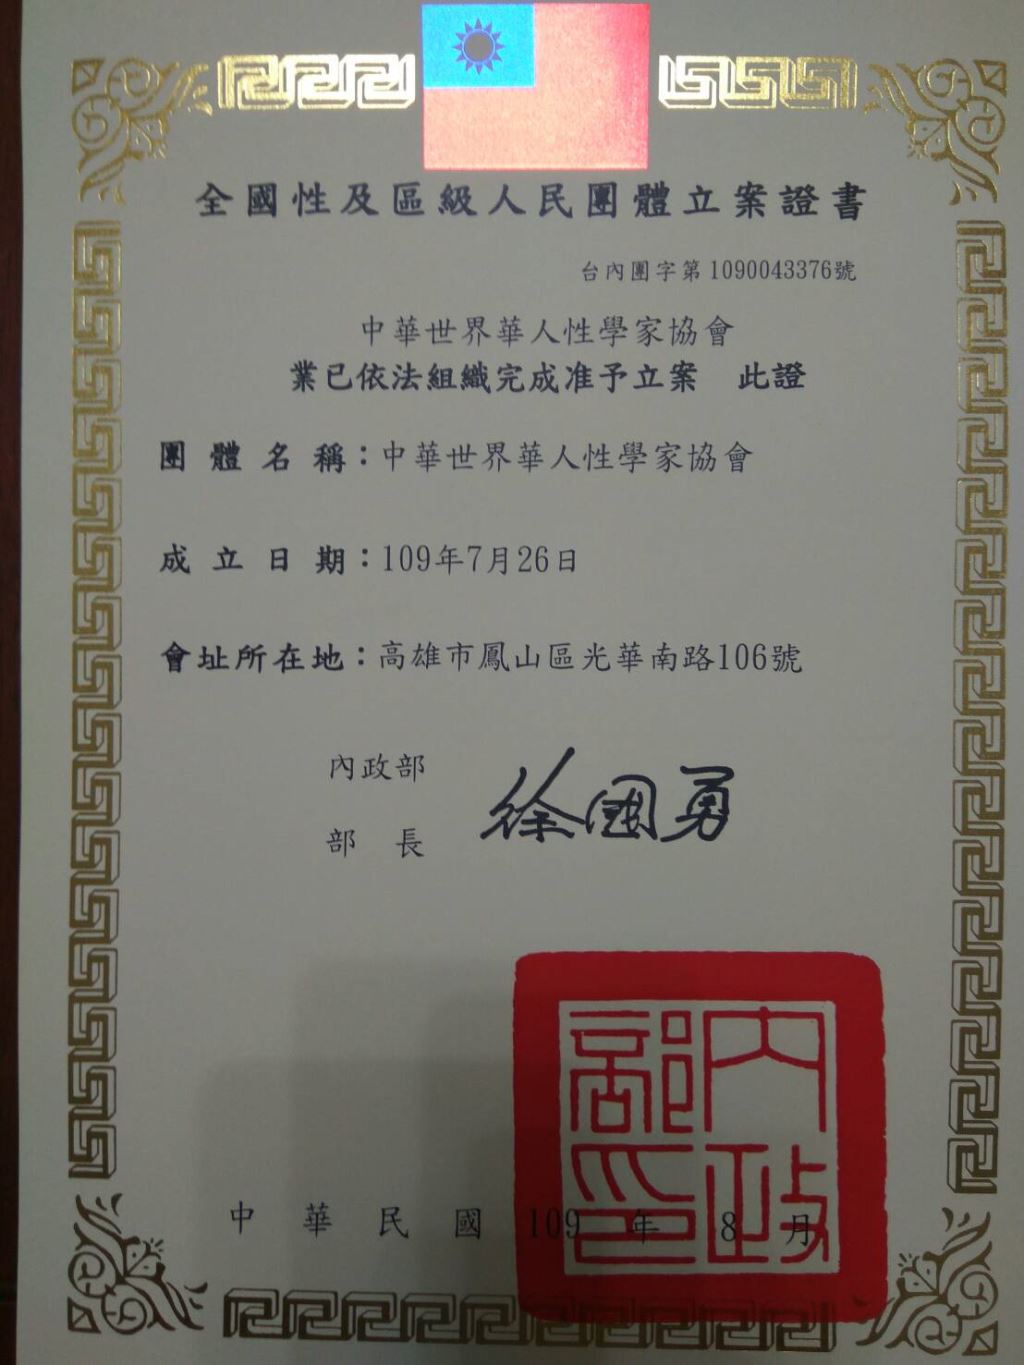 全國性及區級人民團體立案證書
台內團字第1090043376號
中華世界華人性學家協會
業已依法組織完成准予立案 此證
團體名稱：中華世界華人性學家協會
成立日期：109年7月26日
會址所在地：高雄市鳳山區光華南路106號
內政部
部長
徐國勇
內政部印
中華民國109年8月